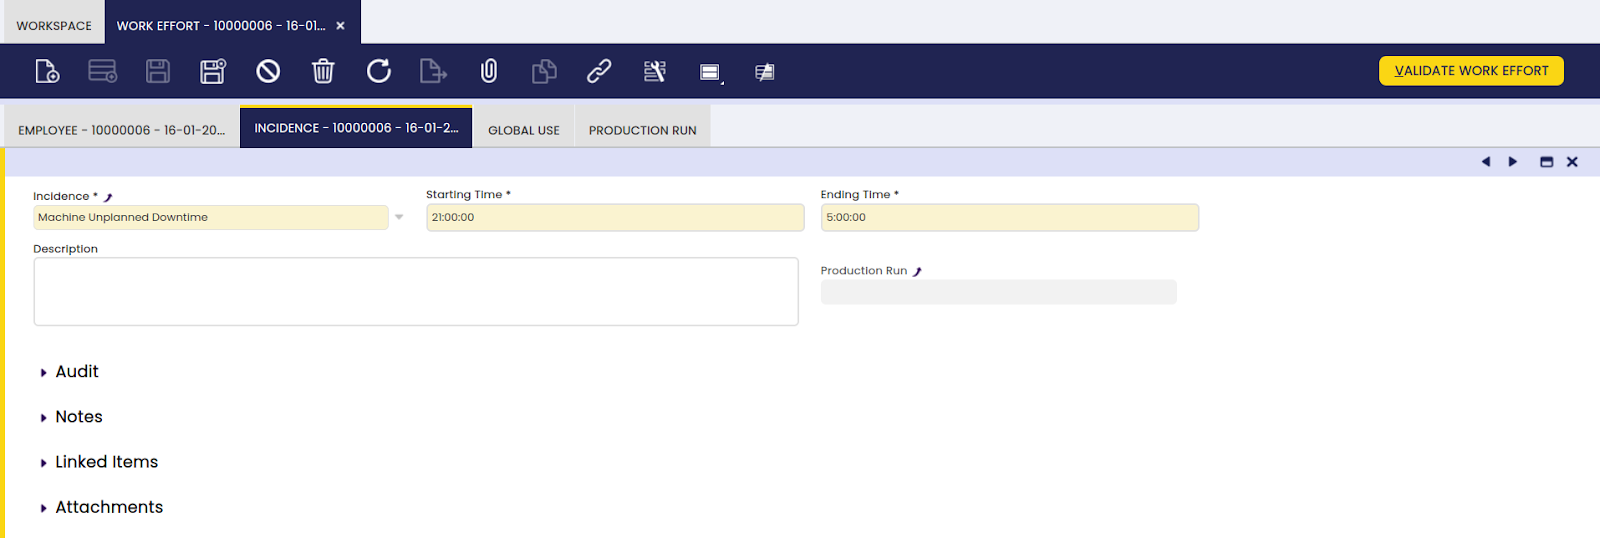 WORKSPACE
WORK EFFORT - 10000006 - 16-01...
VALIDATE WORK EFFORT
EMPLOYEE - 10000006 - 16-01-20...
INCIDENCE - 10000006 - 16-01-2...
GLOBAL USE
PRODUCTION RUN
Incidence *
Starting Time *
Ending Time *
Machine Unplanned Downtime
21:00:00
5:00:00
Description
Production Run
Audit
Notes
Linked Items
Attachments